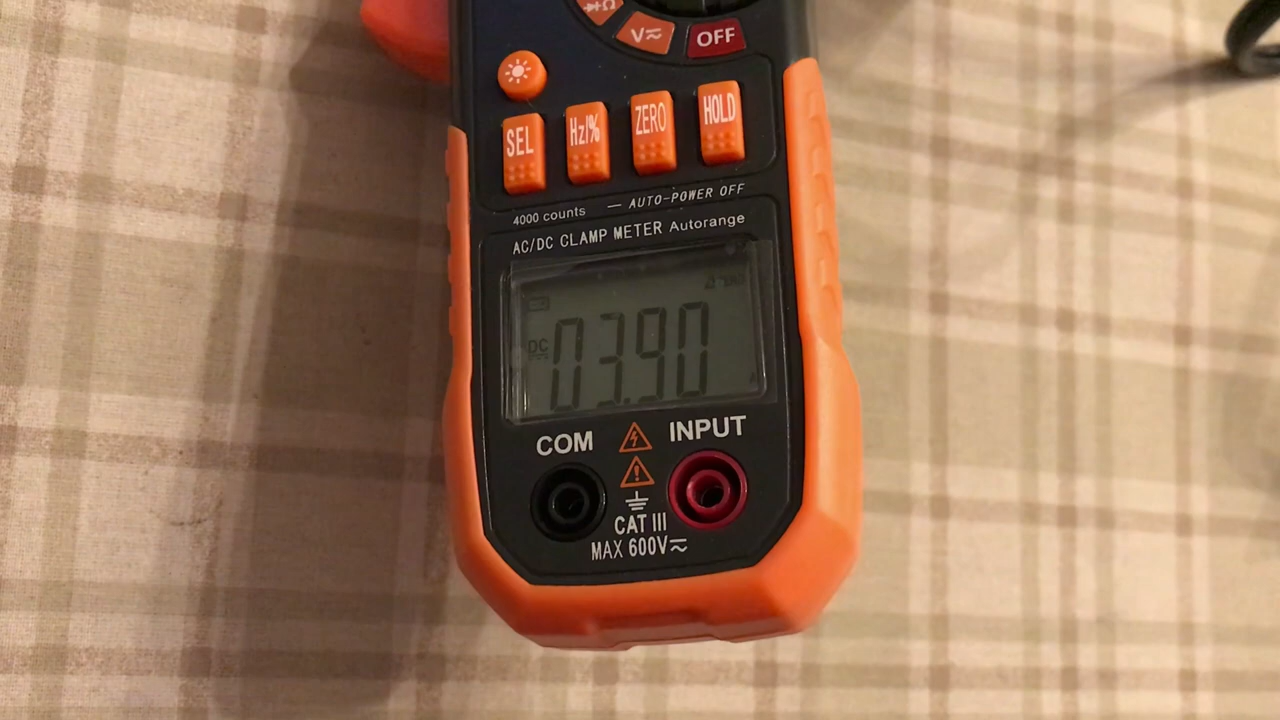 Ω
V⎓ OFF
SEL Hz/% ZERO HOLD
4000 counts — AUTO-POWER OFF
AC/DC CLAMP METER Autorange
DC 03.90
COM INPUT
CAT III
MAX 600V